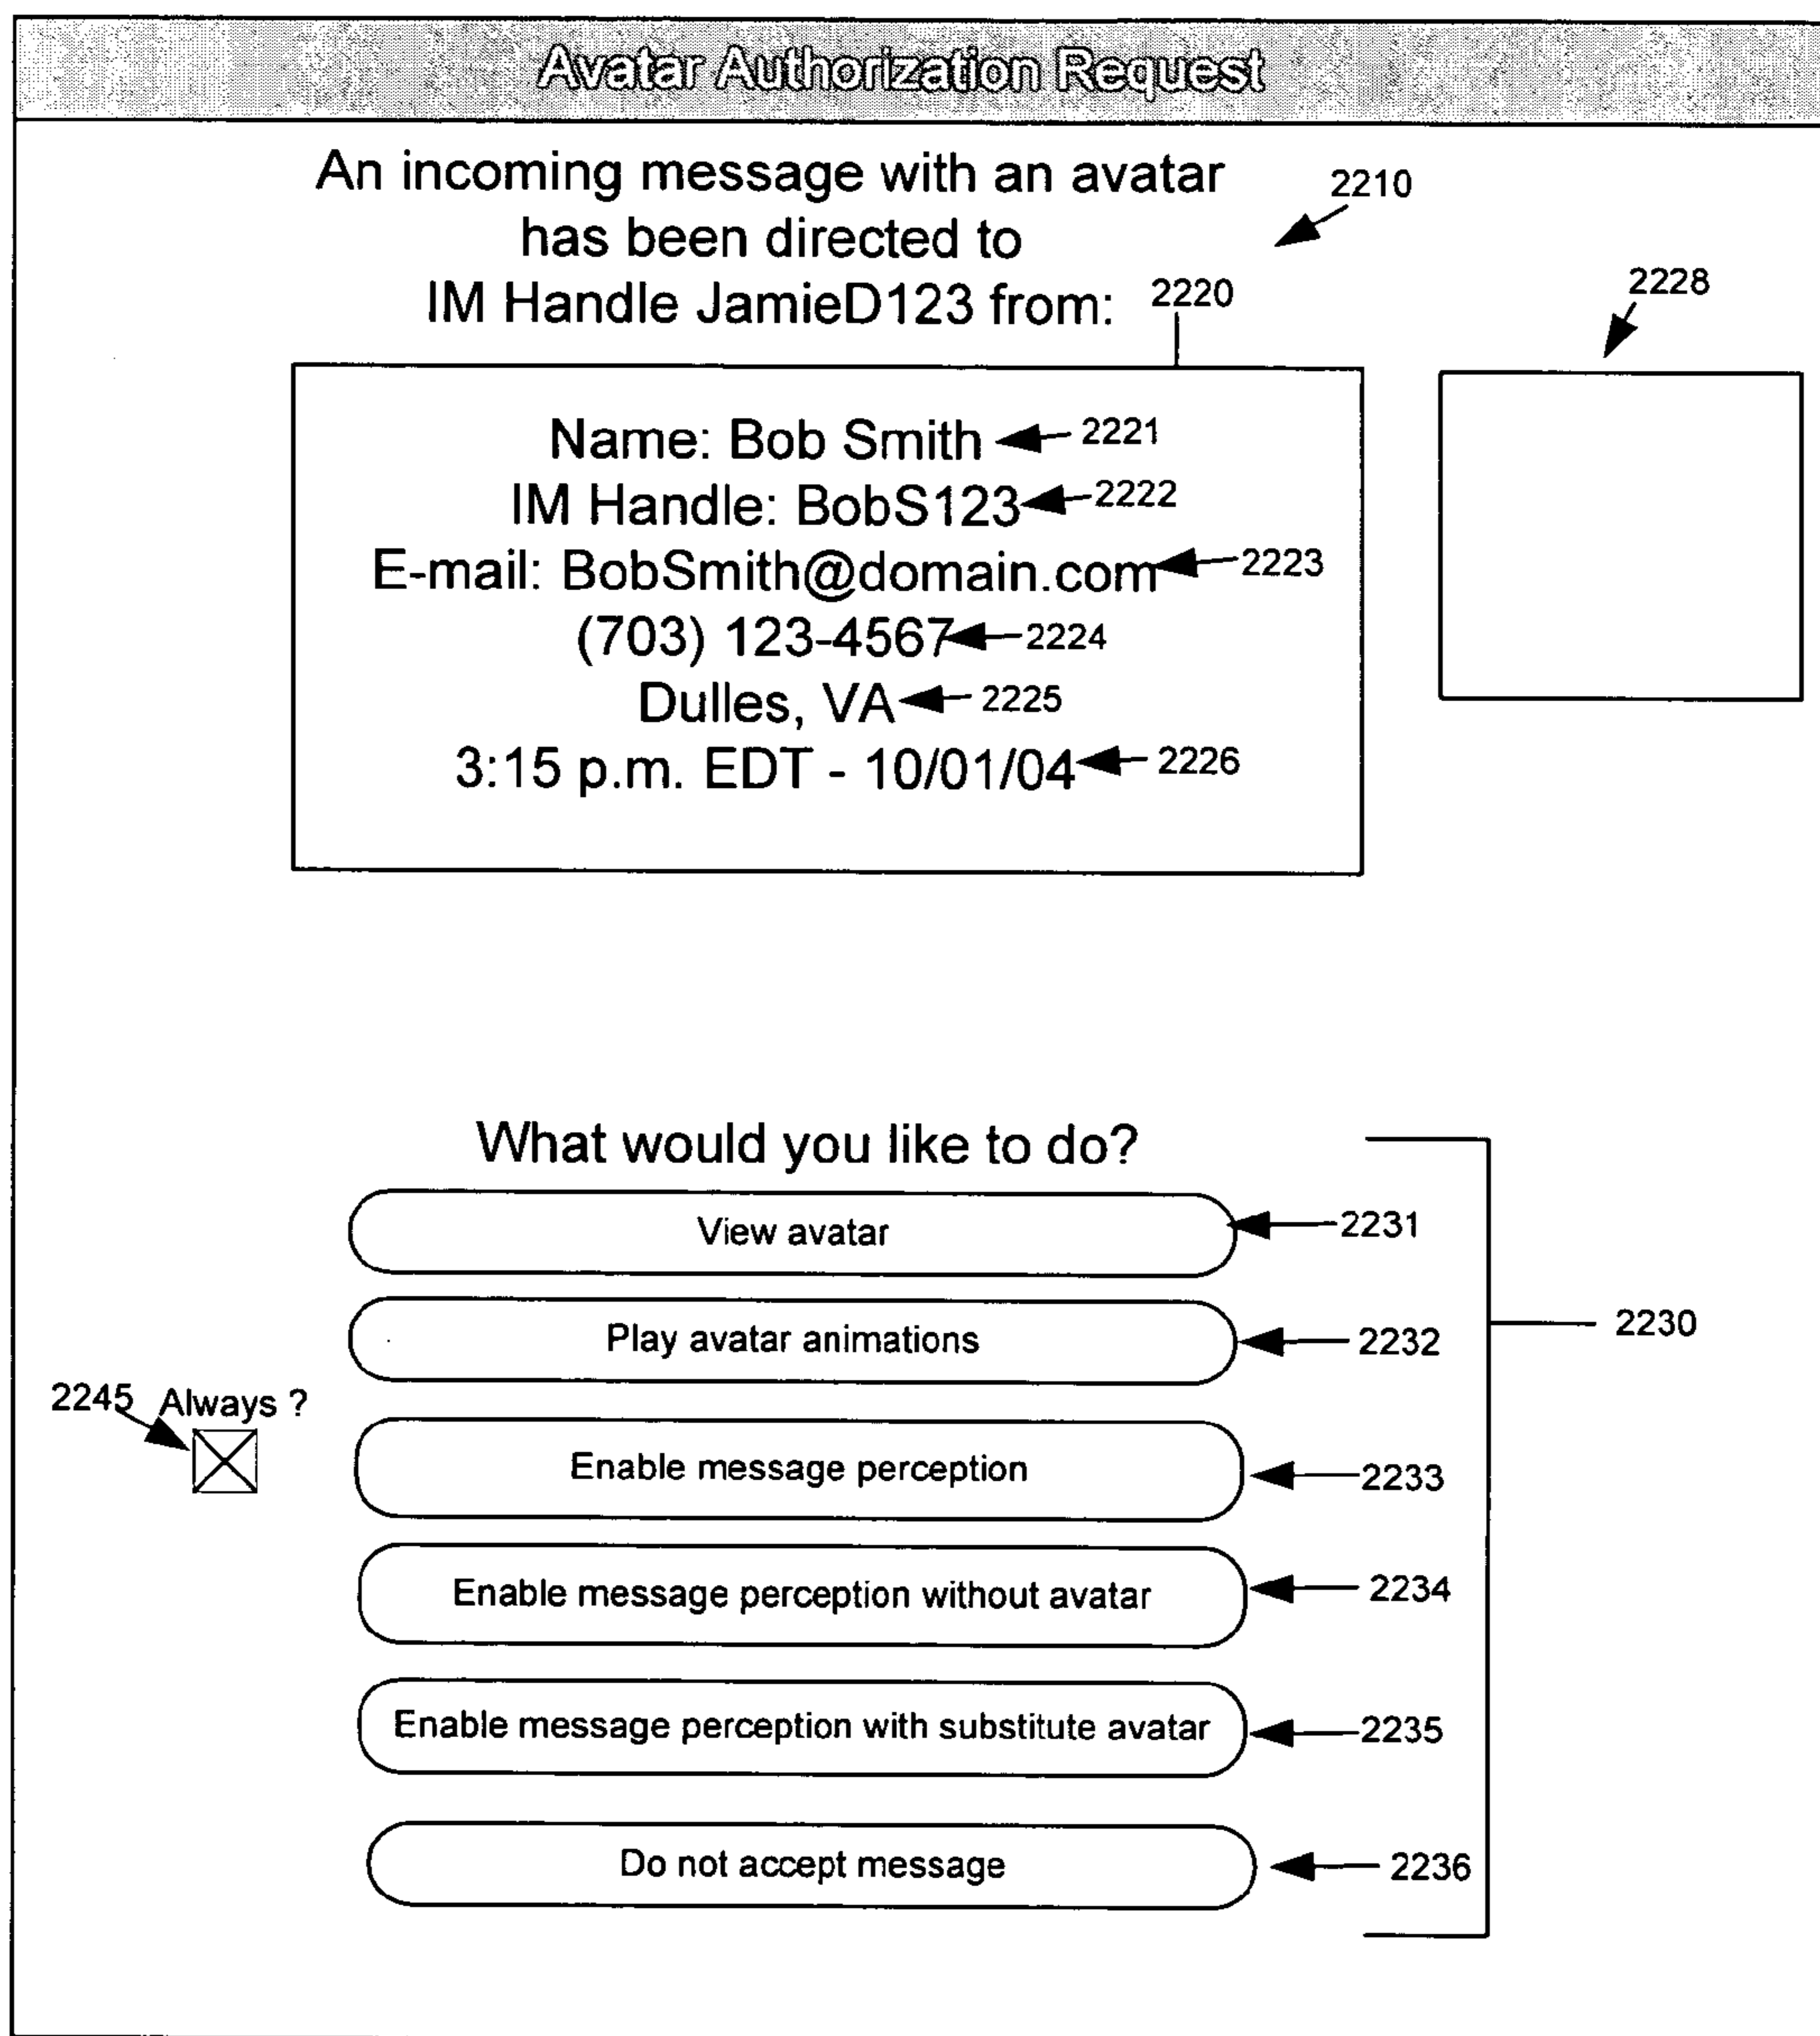 Avatar Authorization Request
An incoming message with an avatar
has been directed to
IM Handle JamieD123 from:
2210
2220
2228
Name: Bob Smith 2221
IM Handle: BobS123 2222
E-mail: BobSmith@domain.com 2223
(703) 123-4567 2224
Dulles, VA 2225
3:15 p.m. EDT - 10/01/04 2226
What would you like to do?
View avatar 2231
Play avatar animations 2232
2230
2245 Always ?
Enable message perception 2233
Enable message perception without avatar 2234
Enable message perception with substitute avatar 2235
Do not accept message 2236